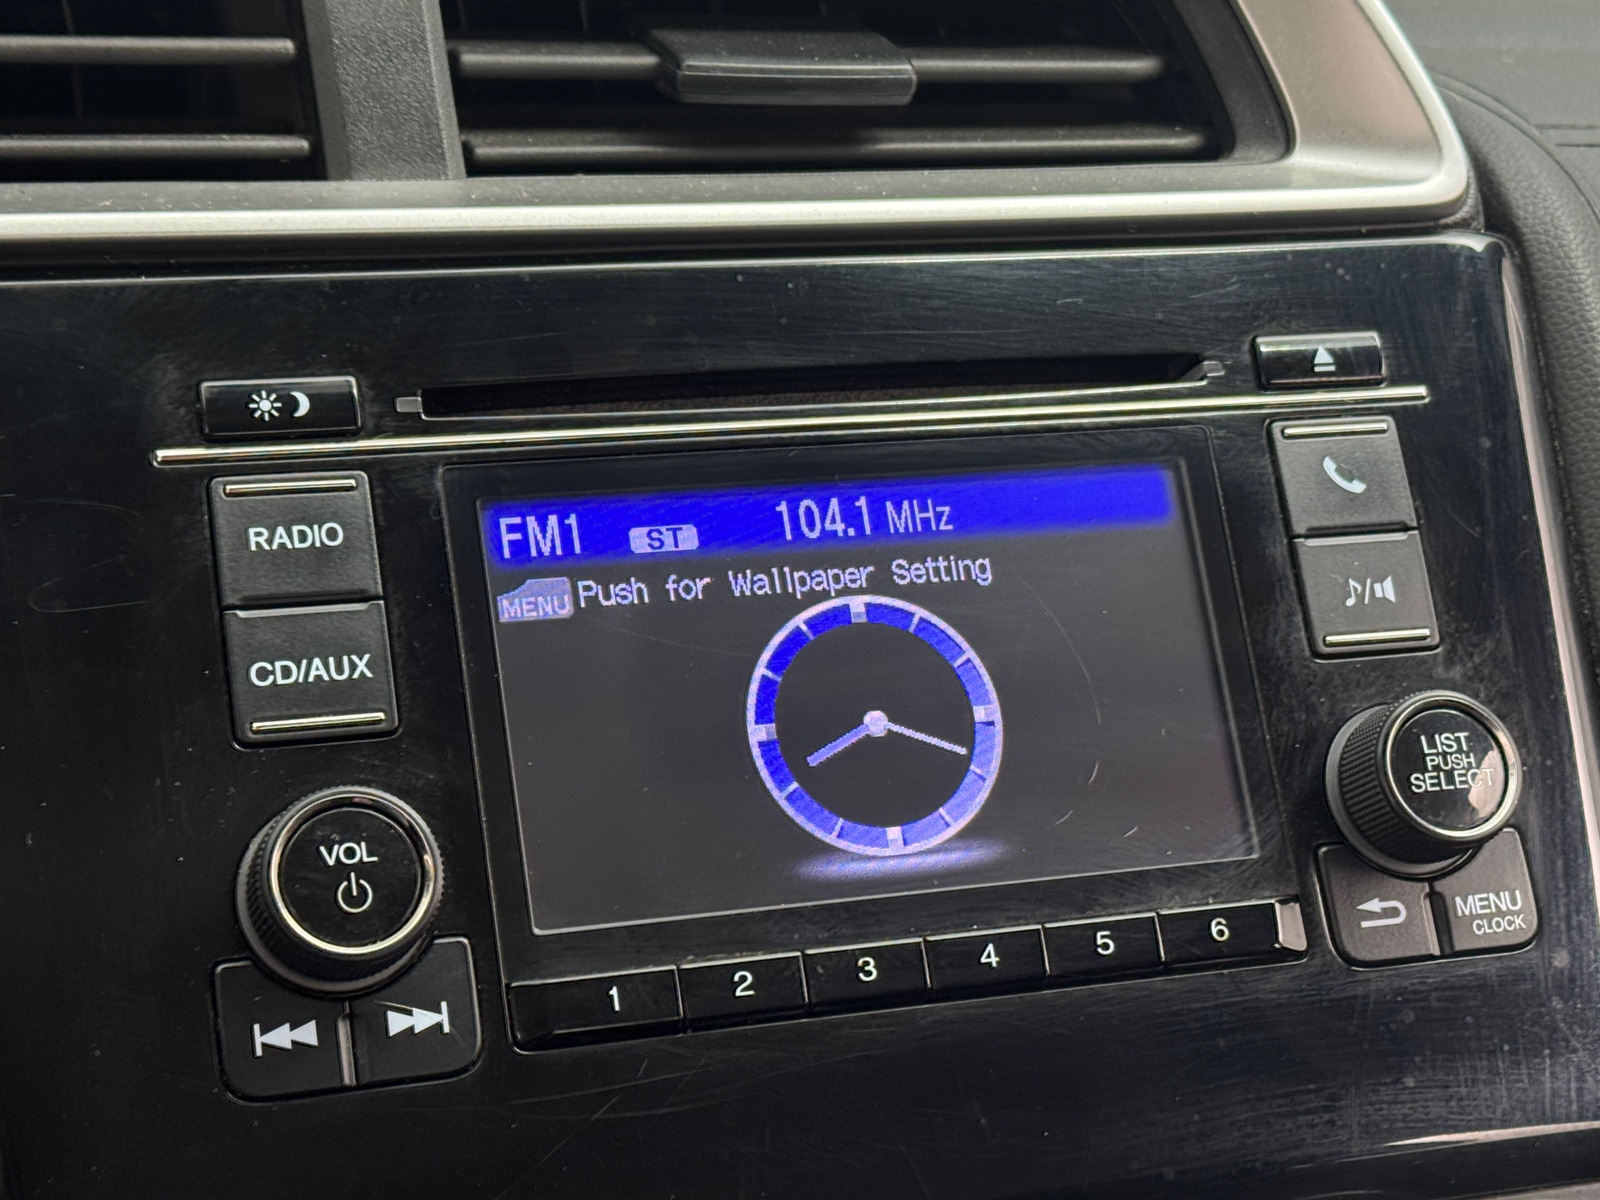 RADIO
CD/AUX
FM1 ST 104.1 MHz
MENU Push for Wallpaper Setting
VOL
LIST
PUSH
SELECT
MENU
CLOCK
1 2 3 4 5 6